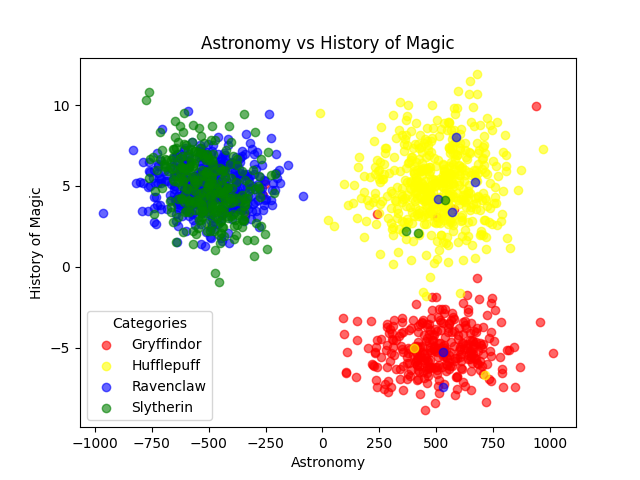 Astronomy vs History of Magic
History of Magic
10
5
0
−5
Categories
Gryffindor
Hufflepuff
Ravenclaw
Slytherin
−1000 −750 −500 −250 0 250 500 750 1000
Astronomy